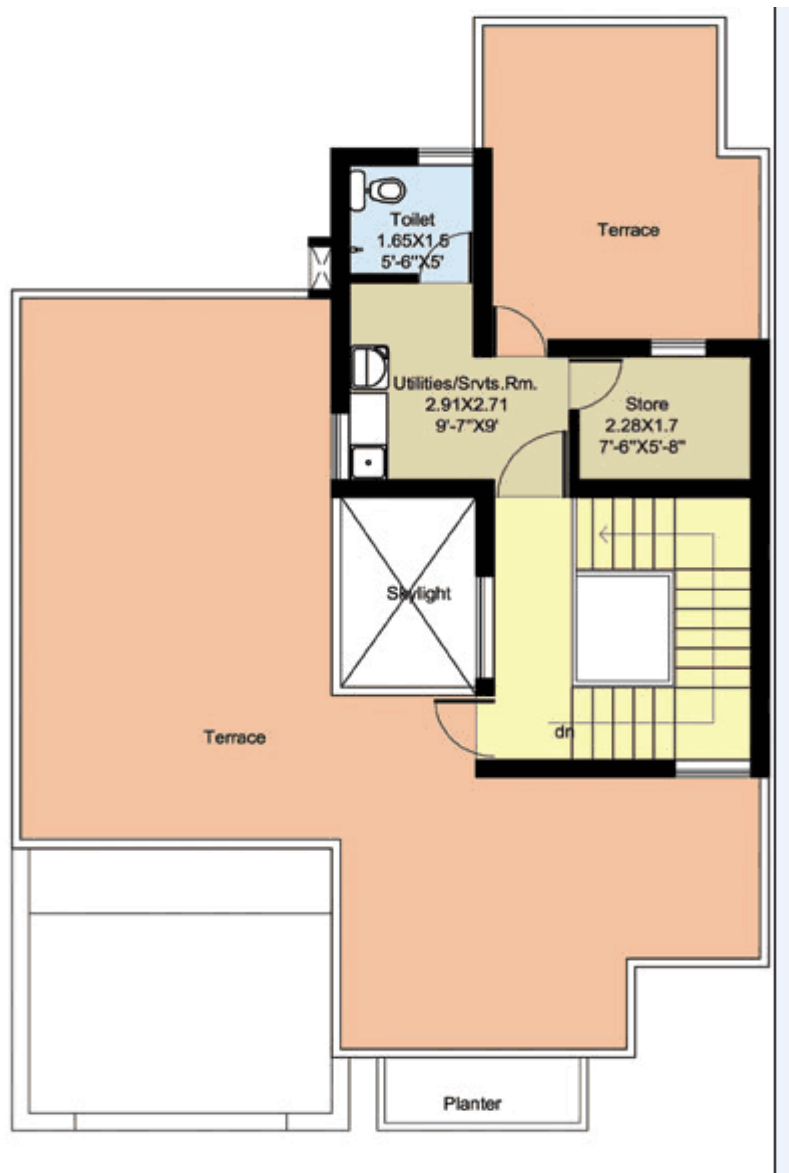 Toilet
1.65X1.5
5'-6"X5'
Terrace
Utilities/Srvts.Rm.
2.91X2.71
9'-7"X9'
Store
2.28X1.7
7'-6"X5'-8"
Skylight
Terrace
dn
Planter